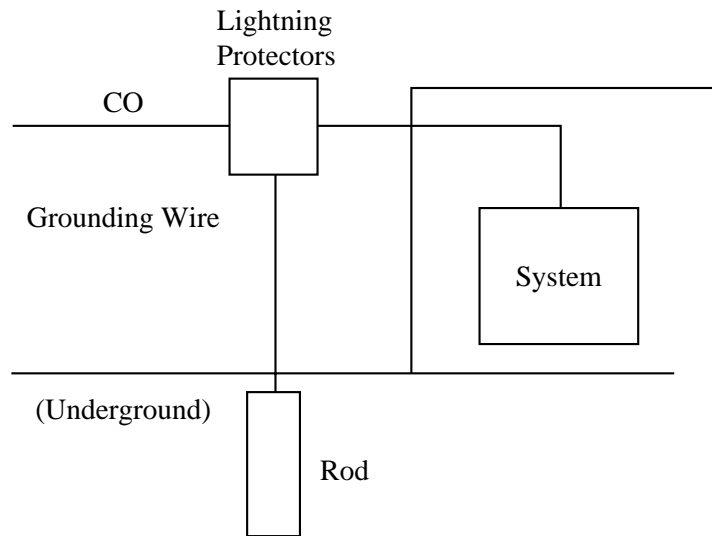 Lightning
Protectors
CO
Grounding Wire
System
(Underground)
Rod